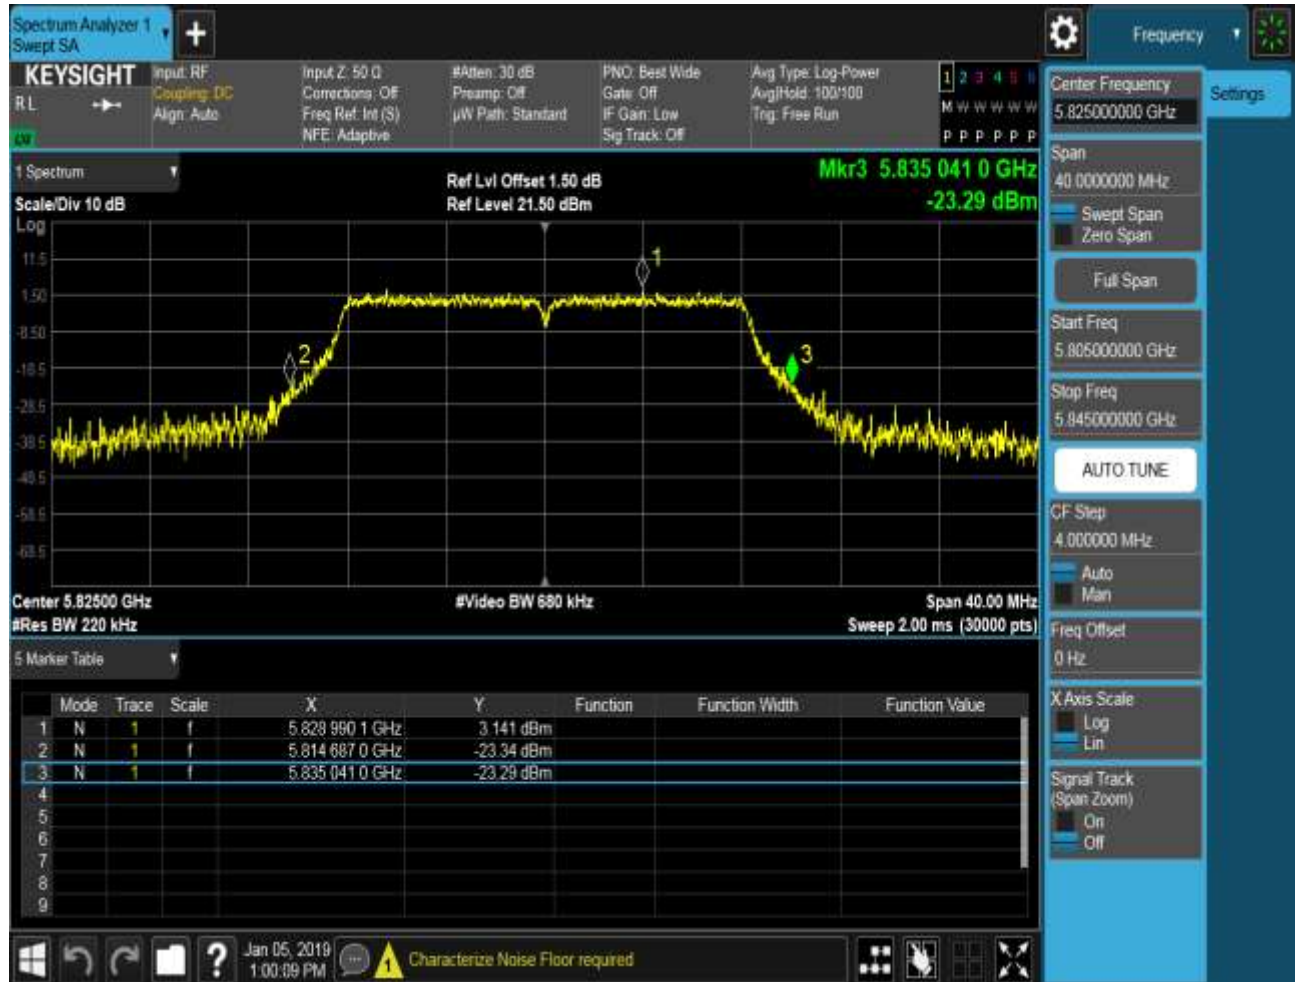 Spectrum Analyzer 1
Swept SA
Frequency
KEYSIGHT
R L
Input: RF
Coupling: DC
Align: Auto
Input Z: 50 Ω
Corrections: Off
Freq Ref: Int (S)
NFE: Adaptive
#Atten: 30 dB
Preamp: Off
µW Path: Standard
PNO: Best Wide
Gate: Off
IF Gain: Low
Sig Track: Off
Avg Type: Log-Power
Avg|Hold: 100/100
Trig: Free Run
1 2 3 4 5 6
M W W W W W
P P P P P P
1 Spectrum
Scale/Div 10 dB
Log
Ref Lvl Offset 1.50 dB
Ref Level 21.50 dBm
Mkr3 5.835 041 0 GHz
-23.29 dBm
11.5
1.50
-8.50
-18.5
-28.5
-38.5
-48.5
-58.5
-68.5
1
2
3
Center 5.82500 GHz
#Res BW 220 kHz
#Video BW 680 kHz
Span 40.00 MHz
Sweep 2.00 ms (30000 pts)
5 Marker Table
Mode Trace Scale X Y Function Function Width Function Value
1 N 1 f 5.828 990 1 GHz 3.141 dBm
2 N 1 f 5.814 687 0 GHz -23.34 dBm
3 N 1 f 5.835 041 0 GHz -23.29 dBm
4
5
6
7
8
9
Jan 05, 2019
1:00:09 PM
1
Characterize Noise Floor required
Settings
Center Frequency
5.825000000 GHz
Span
40.0000000 MHz
Swept Span
Zero Span
Full Span
Start Freq
5.805000000 GHz
Stop Freq
5.845000000 GHz
AUTO TUNE
CF Step
4.000000 MHz
Auto
Man
Freq Offset
0 Hz
X Axis Scale
Log
Lin
Signal Track
(Span Zoom)
On
Off